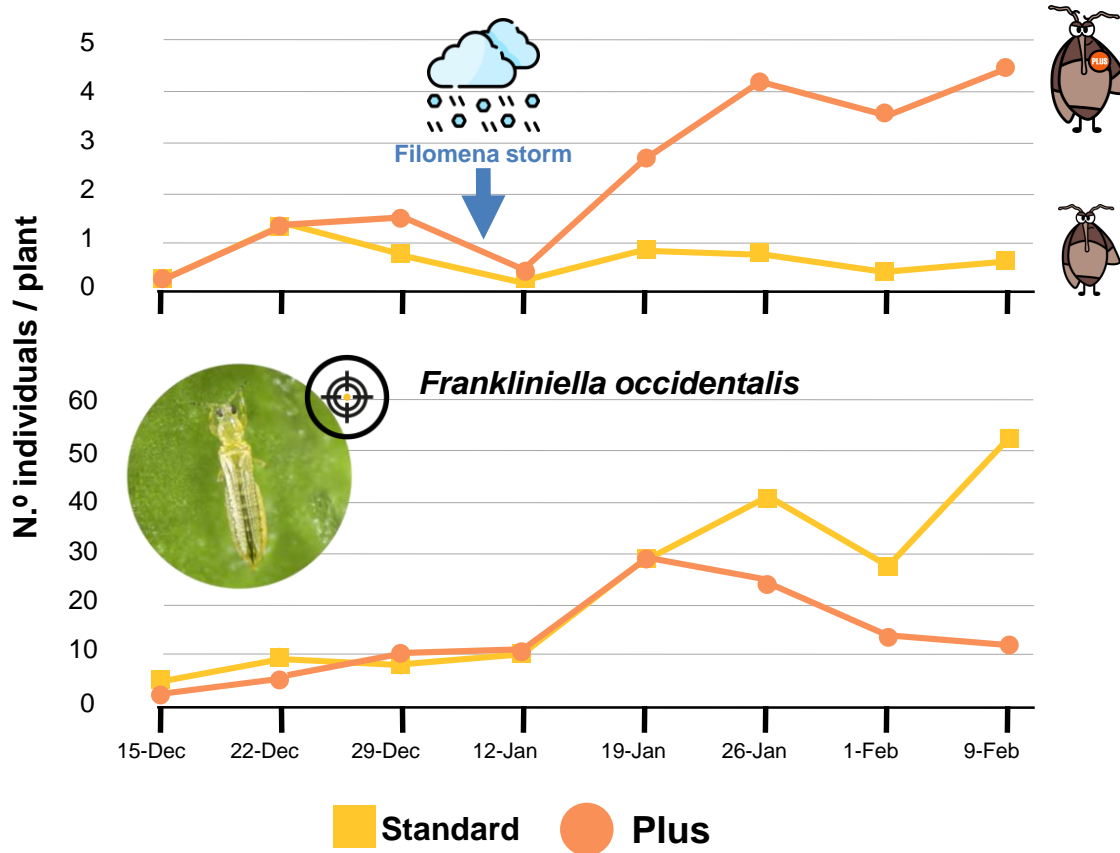 N.º individuals / plant
5
4
3
2
1
0
Filomena storm
PLUS
Frankliniella occidentalis
60
50
40
30
20
10
0
15-Dec 22-Dec 29-Dec 12-Jan 19-Jan 26-Jan 1-Feb 9-Feb
Standard Plus